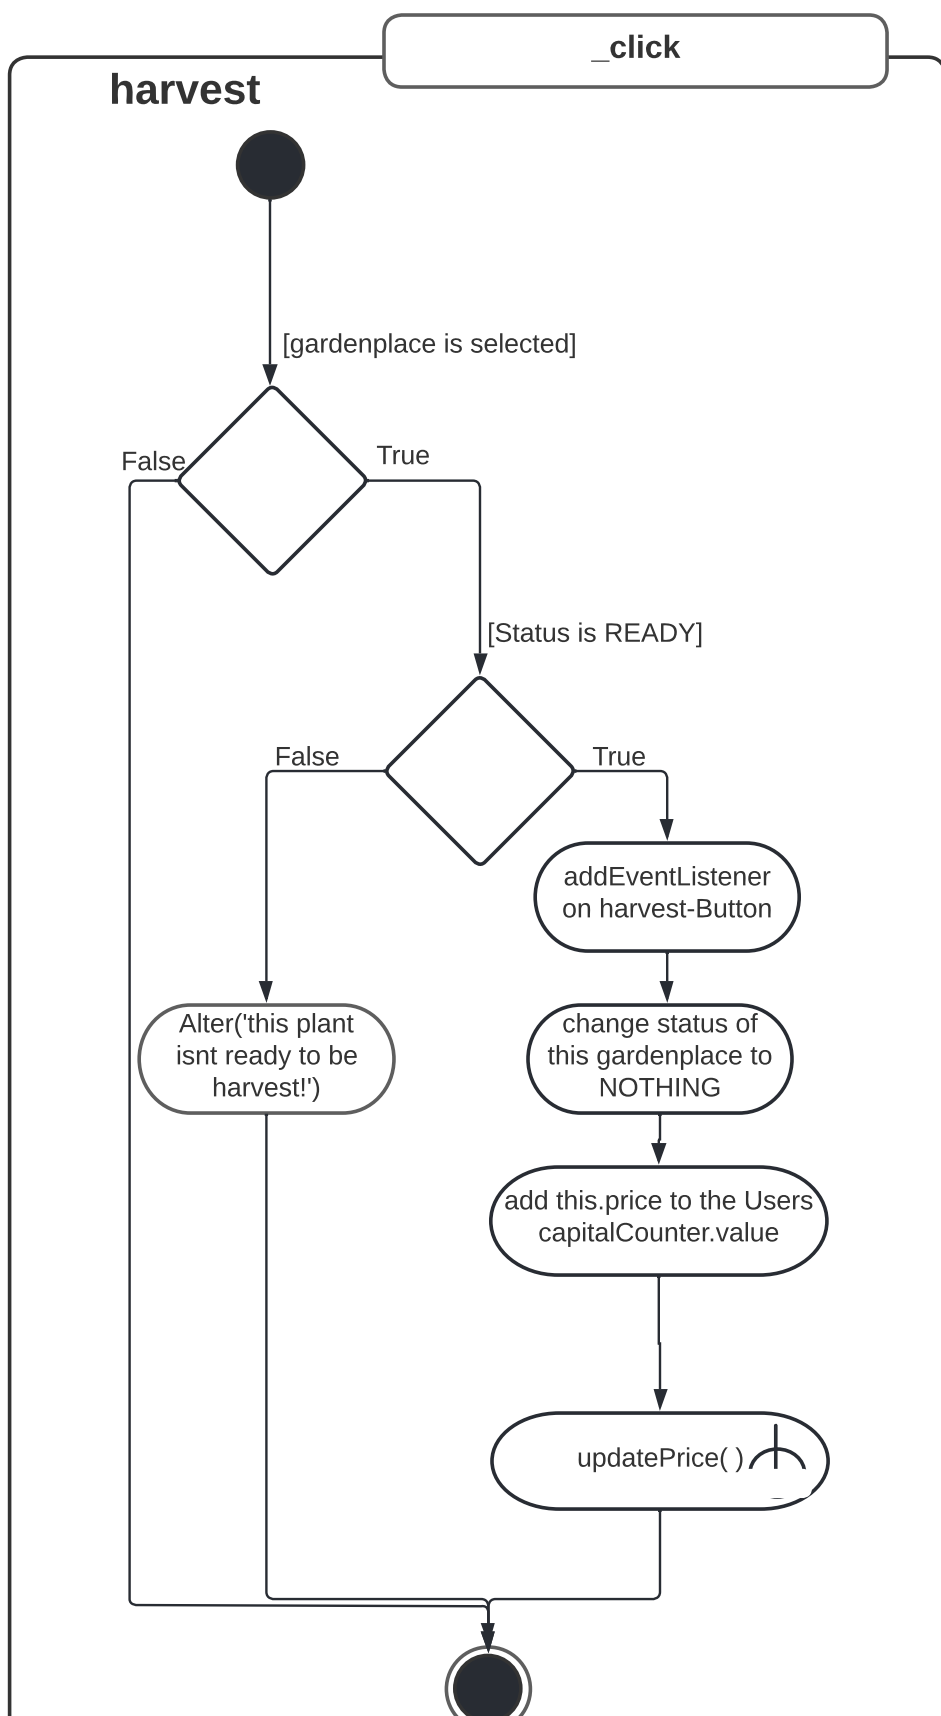 _click
harvest
[gardenplace is selected]
False
True
[Status is READY]
False
True
addEventListener
on harvest-Button
Alter('this plant
isnt ready to be
harvest!')
change status of
this gardenplace to
NOTHING
add this.price to the Users
capitalCounter.value
updatePrice( )